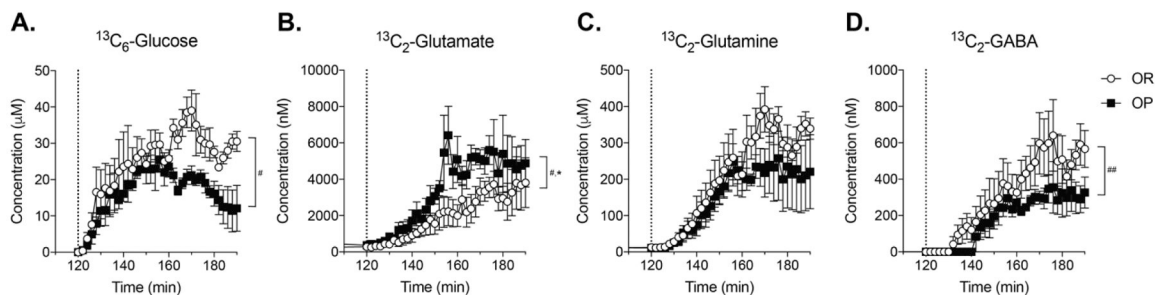 A.
¹³C₆-Glucose
Concentration (µM)
50
40
30
20
10
0
120 140 160 180
Time (min)
#
B.
¹³C₂-Glutamate
Concentration (nM)
10000
8000
6000
4000
2000
0
120 140 160 180
Time (min)
#,*
C.
¹³C₂-Glutamine
Concentration (nM)
500
400
300
200
100
0
120 140 160 180
Time (min)
D.
¹³C₂-GABA
Concentration (nM)
1000
800
600
400
200
0
120 140 160 180
Time (min)
##
OR
OP